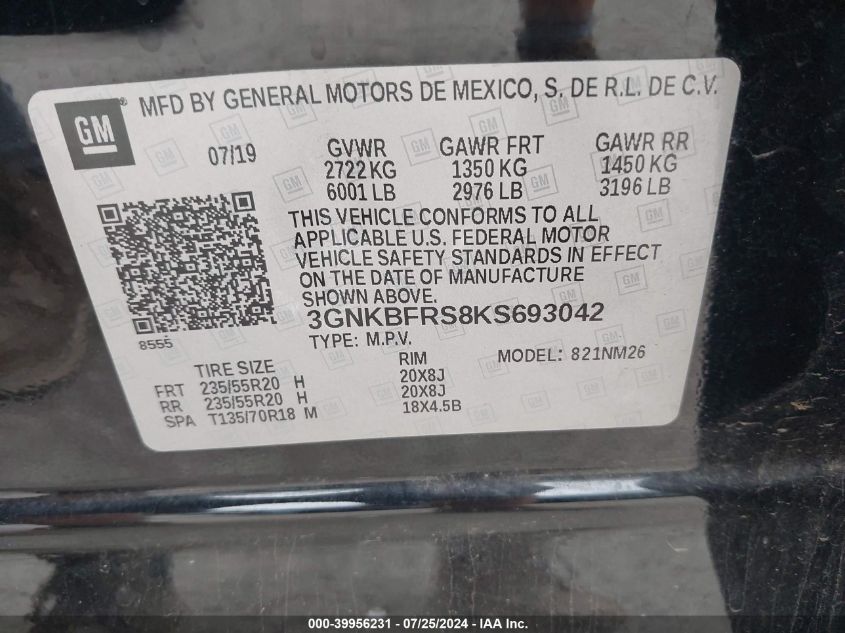 GM® MFD BY GENERAL MOTORS DE MEXICO, S. DE R.L. DE C.V.
07/19 GVWR GAWR FRT GAWR RR
2722 KG 1350 KG 1450 KG
6001 LB 2976 LB 3196 LB
THIS VEHICLE CONFORMS TO ALL
APPLICABLE U.S. FEDERAL MOTOR
VEHICLE SAFETY STANDARDS IN EFFECT
ON THE DATE OF MANUFACTURE
SHOWN ABOVE.
3GNKBFRS8KS693042
8555 TYPE: M.P.V. MODEL: 821NM26
TIRE SIZE RIM
FRT 235/55R20 H 20X8J
RR 235/55R20 H 20X8J
SPA T135/70R18 M 18X4.5B
000-39956231 - 07/25/2024 - IAA Inc.